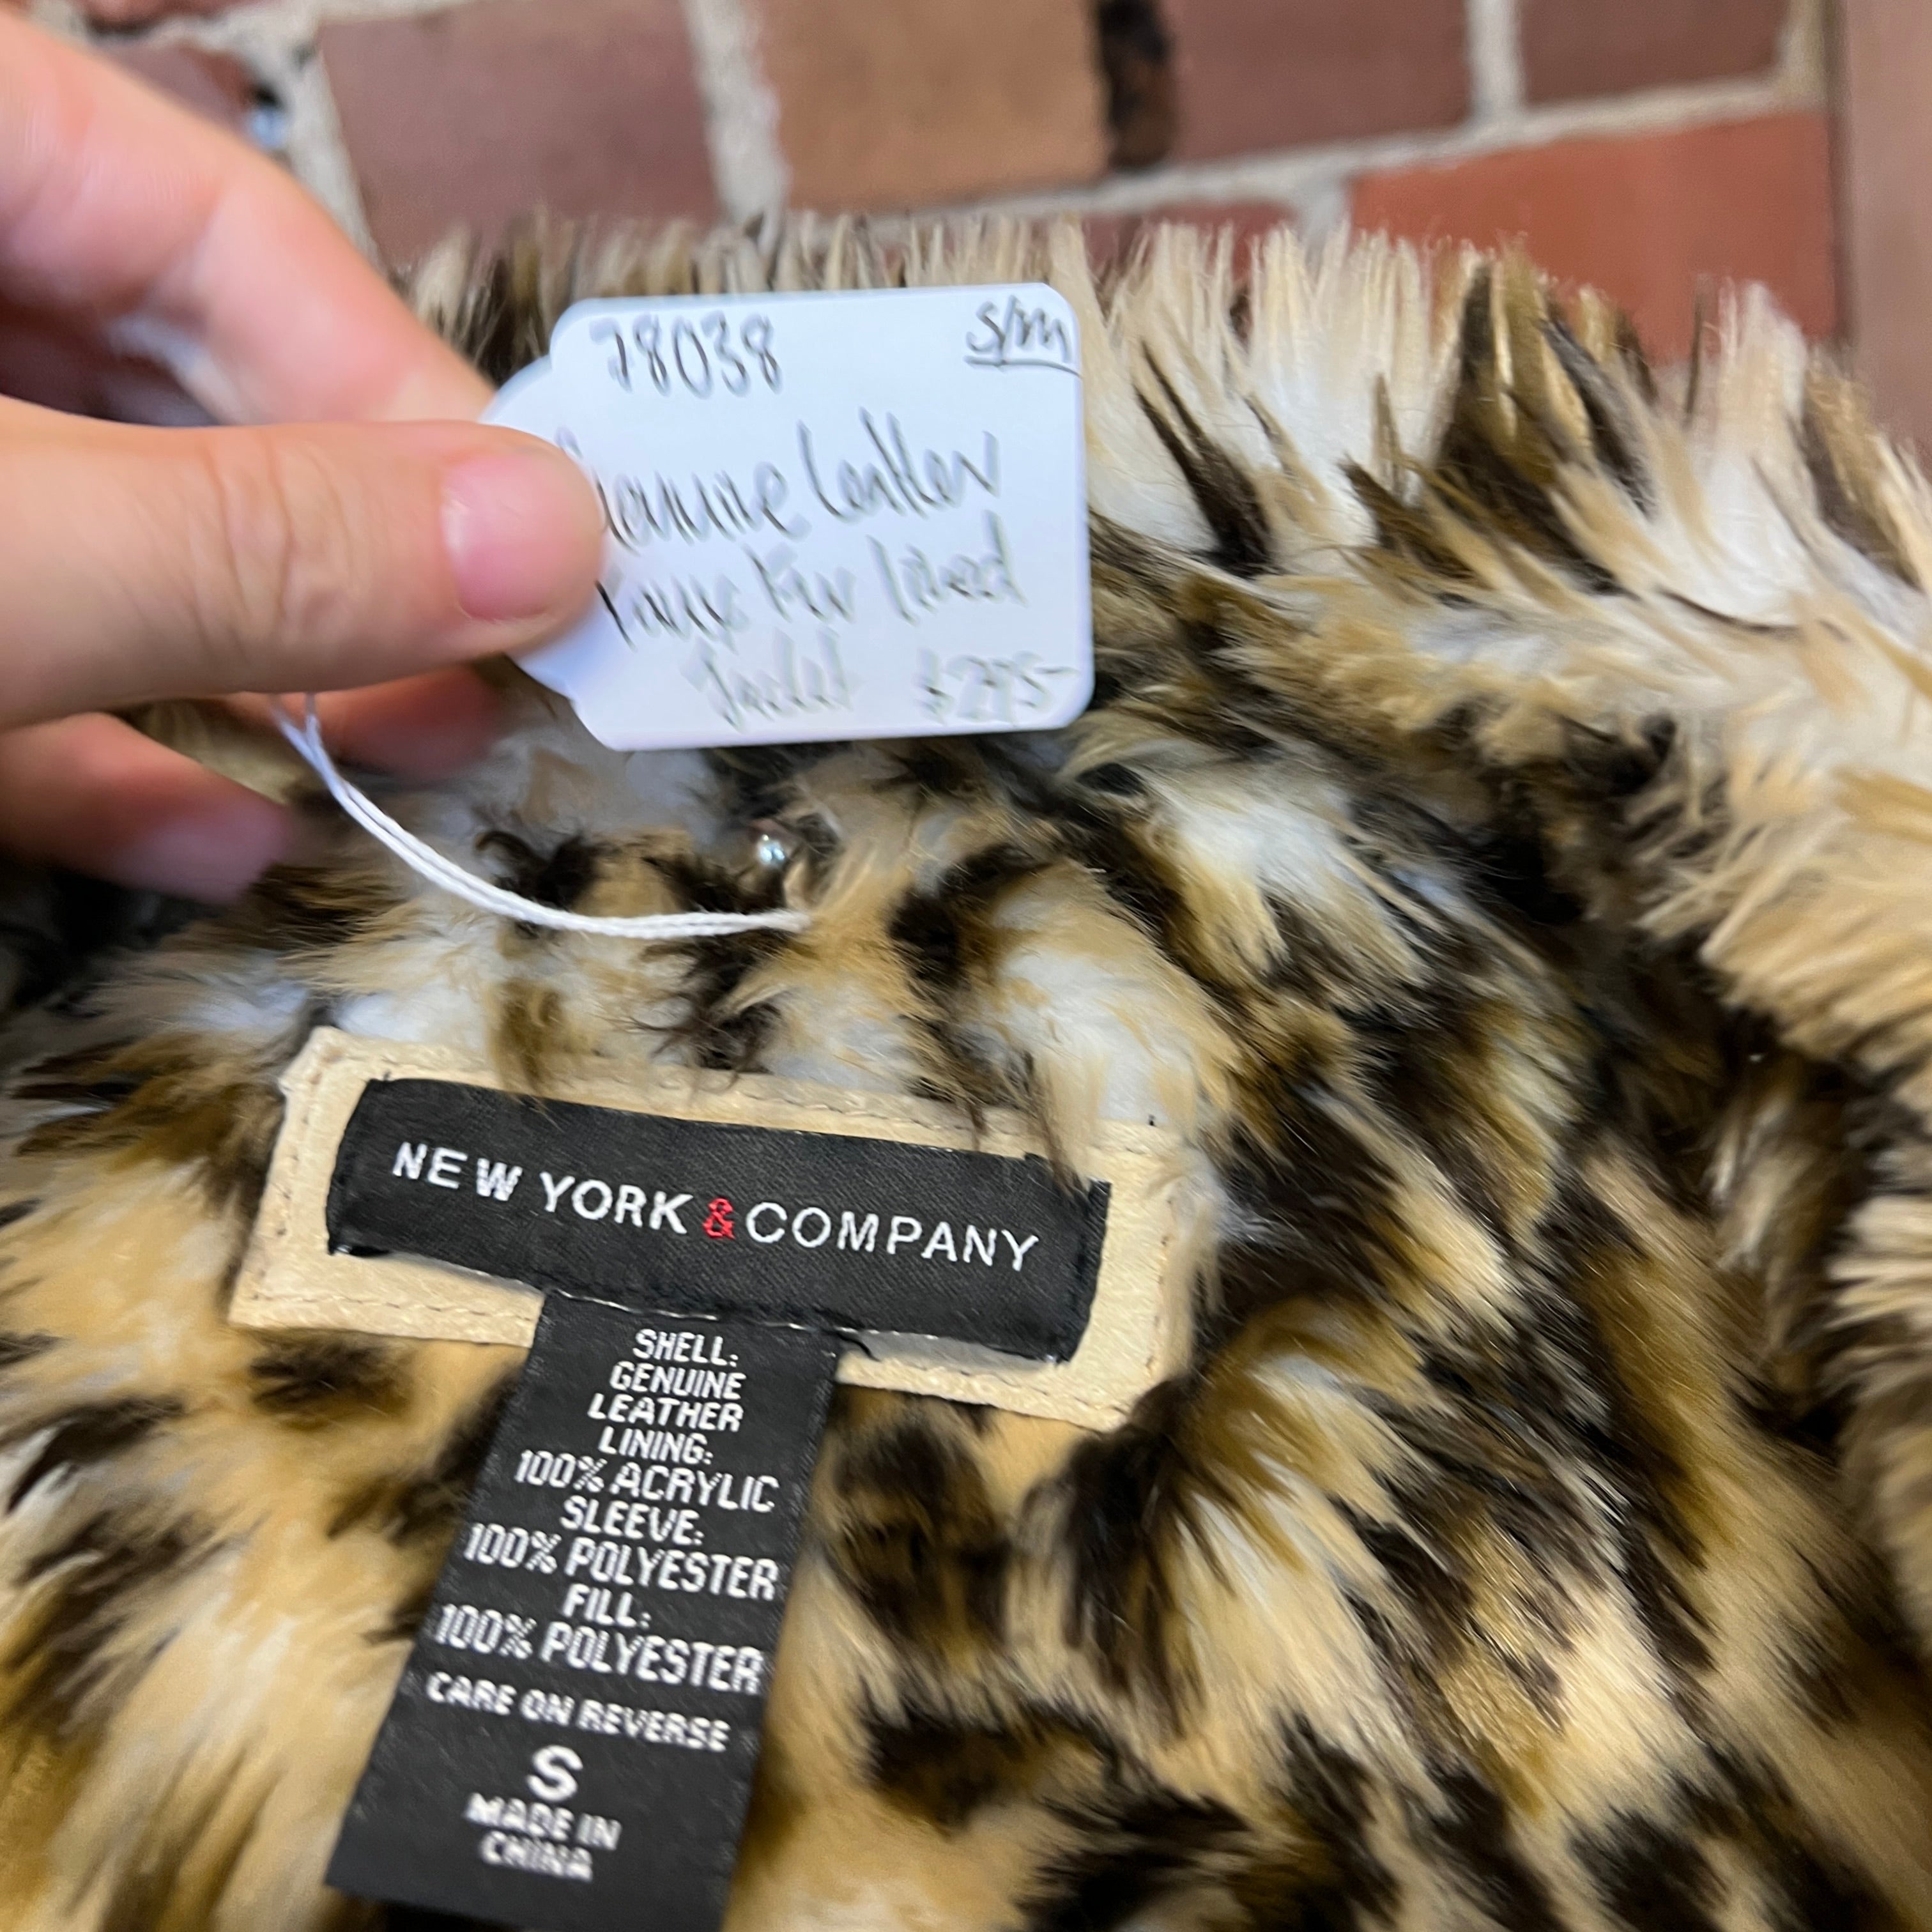 78038 s/m
Genuine Leather
Faux Fur lined
Jacket $295-
NEW YORK & COMPANY
SHELL:
GENUINE
LEATHER
LINING:
100% ACRYLIC
SLEEVE:
100% POLYESTER
FILL:
100% POLYESTER
CARE ON REVERSE
S
MADE IN
CHINA